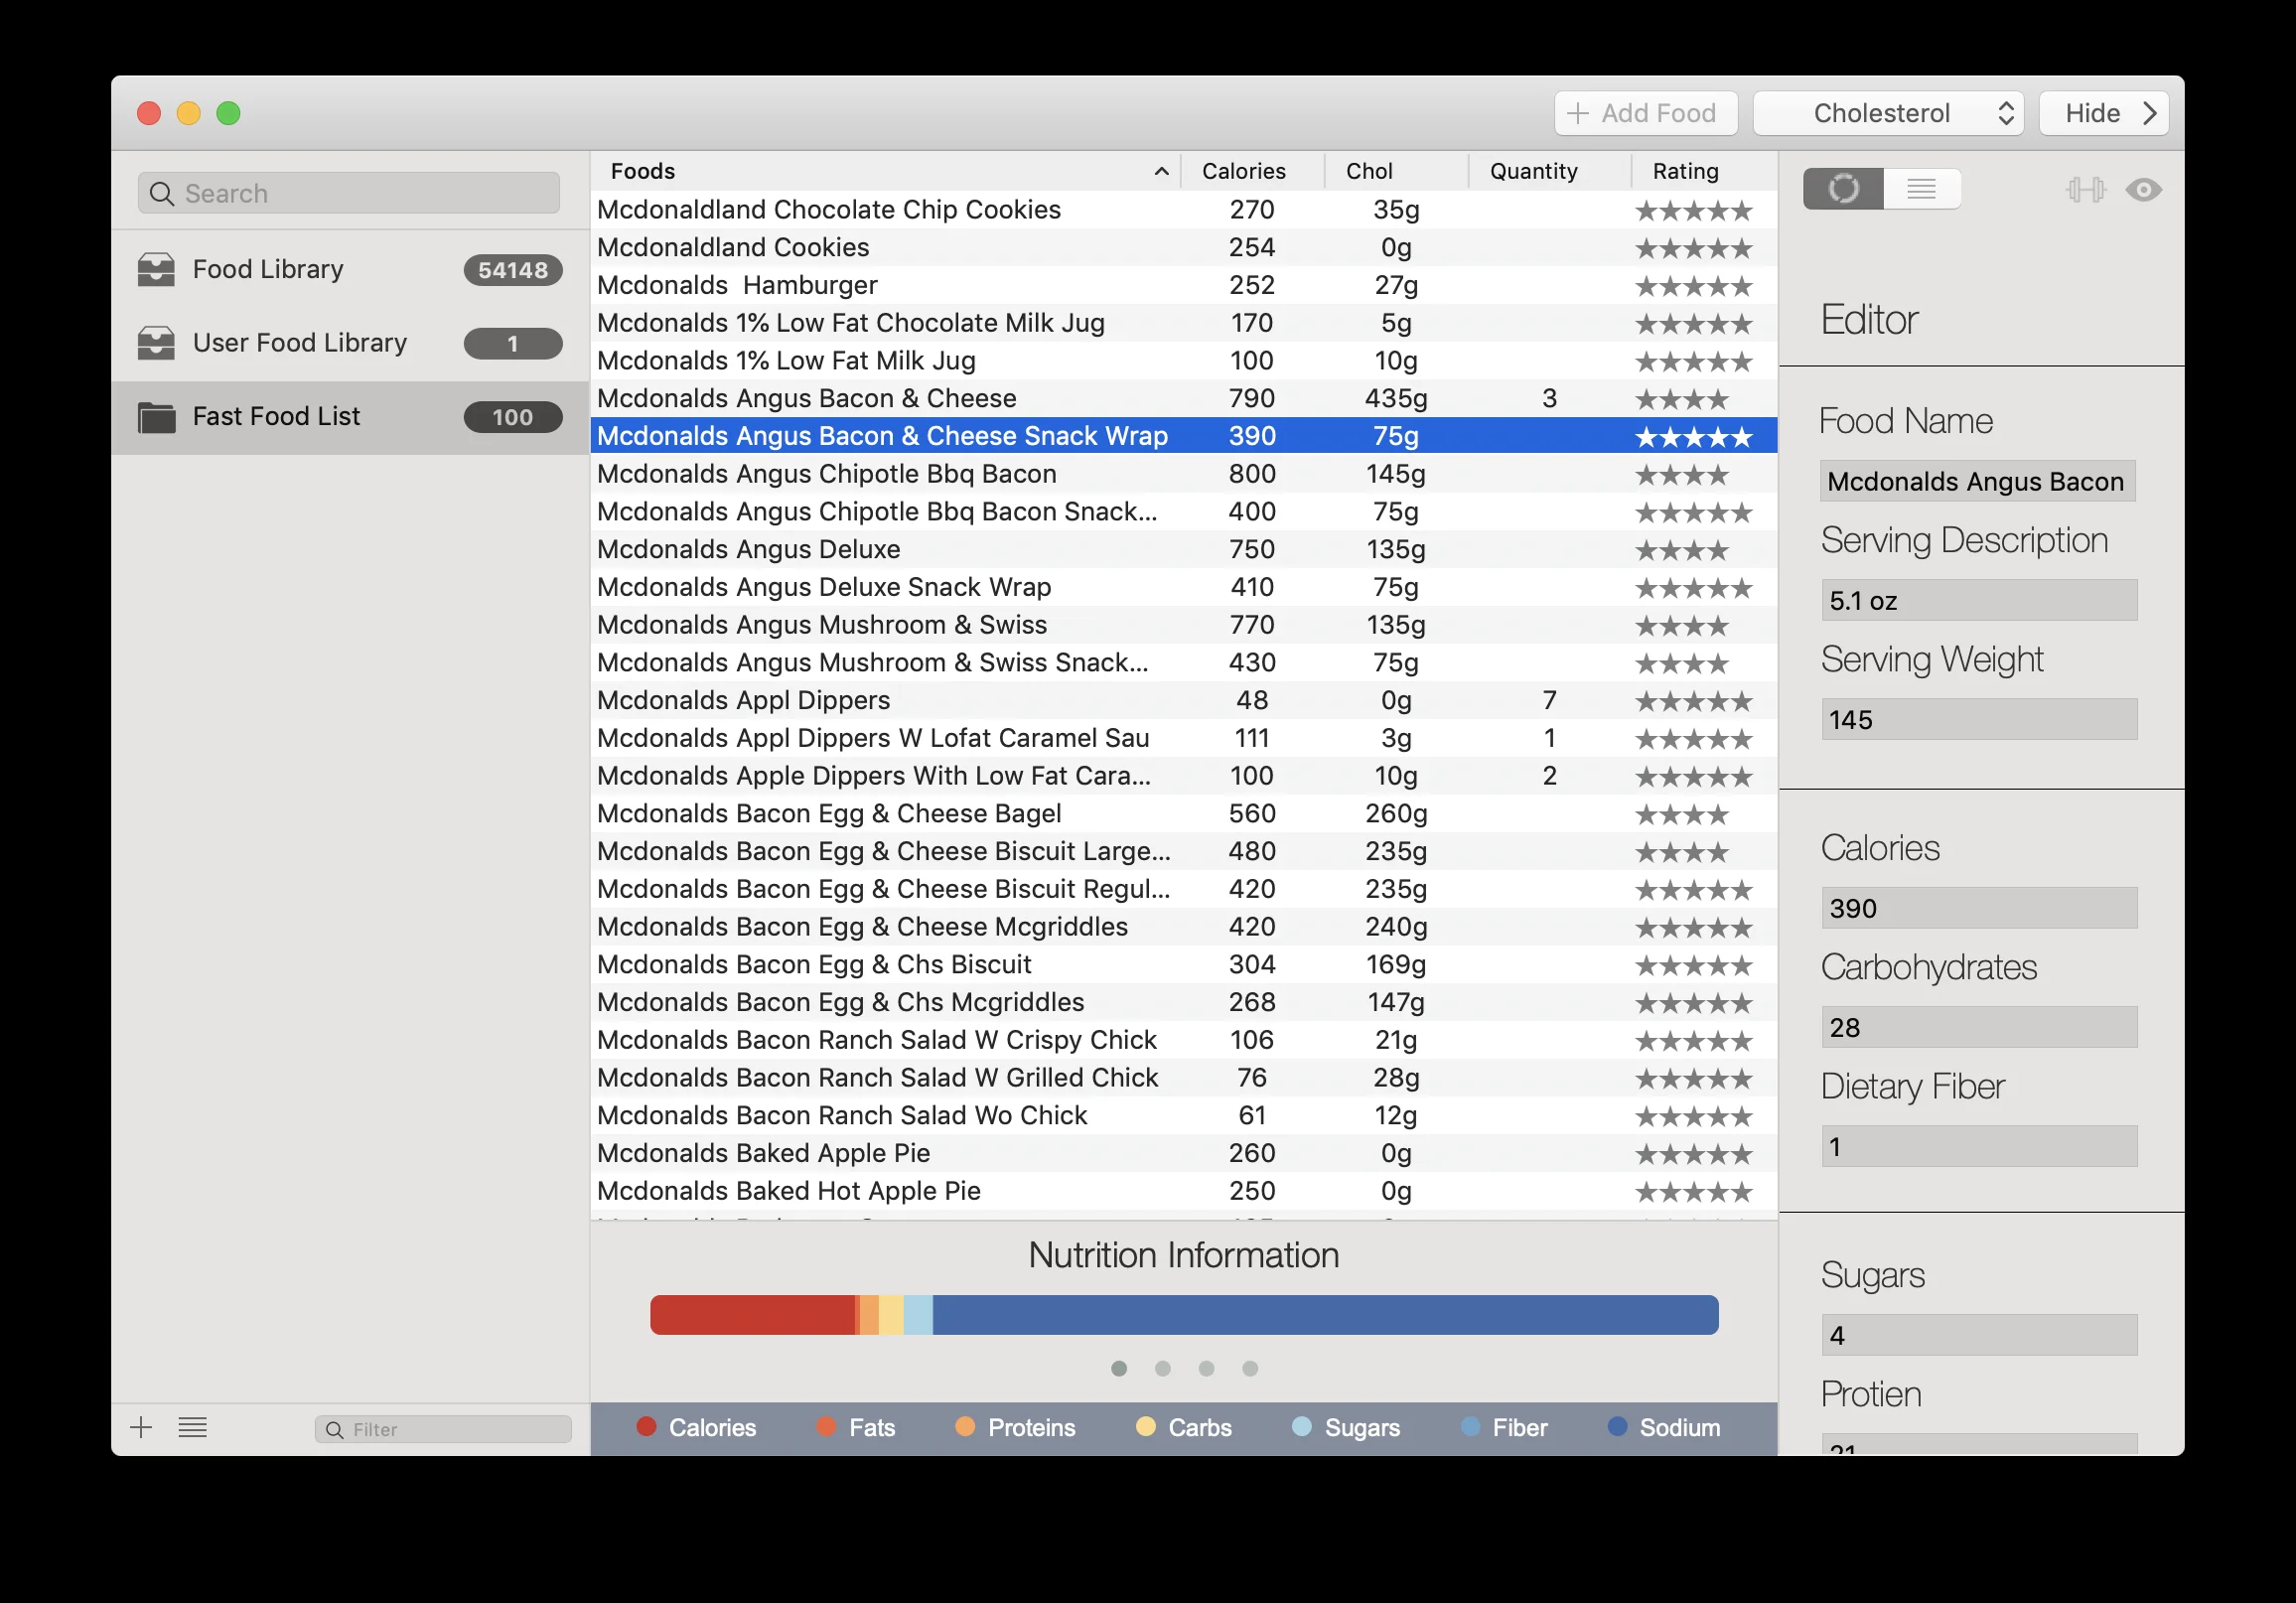 Add Food
Cholesterol
Hide
Search
Food Library 54148
User Food Library 1
Fast Food List 100
Filter
Foods Calories Chol Quantity Rating
Mcdonaldland Chocolate Chip Cookies 270 35g
Mcdonaldland Cookies 254 0g
Mcdonalds  Hamburger 252 27g
Mcdonalds 1% Low Fat Chocolate Milk Jug 170 5g
Mcdonalds 1% Low Fat Milk Jug 100 10g
Mcdonalds Angus Bacon & Cheese 790 435g 3
Mcdonalds Angus Bacon & Cheese Snack Wrap 390 75g
Mcdonalds Angus Chipotle Bbq Bacon 800 145g
Mcdonalds Angus Chipotle Bbq Bacon Snack... 400 75g
Mcdonalds Angus Deluxe 750 135g
Mcdonalds Angus Deluxe Snack Wrap 410 75g
Mcdonalds Angus Mushroom & Swiss 770 135g
Mcdonalds Angus Mushroom & Swiss Snack... 430 75g
Mcdonalds Appl Dippers 48 0g 7
Mcdonalds Appl Dippers W Lofat Caramel Sau 111 3g 1
Mcdonalds Apple Dippers With Low Fat Cara... 100 10g 2
Mcdonalds Bacon Egg & Cheese Bagel 560 260g
Mcdonalds Bacon Egg & Cheese Biscuit Large... 480 235g
Mcdonalds Bacon Egg & Cheese Biscuit Regul... 420 235g
Mcdonalds Bacon Egg & Cheese Mcgriddles 420 240g
Mcdonalds Bacon Egg & Chs Biscuit 304 169g
Mcdonalds Bacon Egg & Chs Mcgriddles 268 147g
Mcdonalds Bacon Ranch Salad W Crispy Chick 106 21g
Mcdonalds Bacon Ranch Salad W Grilled Chick 76 28g
Mcdonalds Bacon Ranch Salad Wo Chick 61 12g
Mcdonalds Baked Apple Pie 260 0g
Mcdonalds Baked Hot Apple Pie 250 0g
Nutrition Information
Calories Fats Proteins Carbs Sugars Fiber Sodium
Editor
Food Name
Mcdonalds Angus Bacon
Serving Description
5.1 oz
Serving Weight
145
Calories
390
Carbohydrates
28
Dietary Fiber
1
Sugars
4
Protien
21